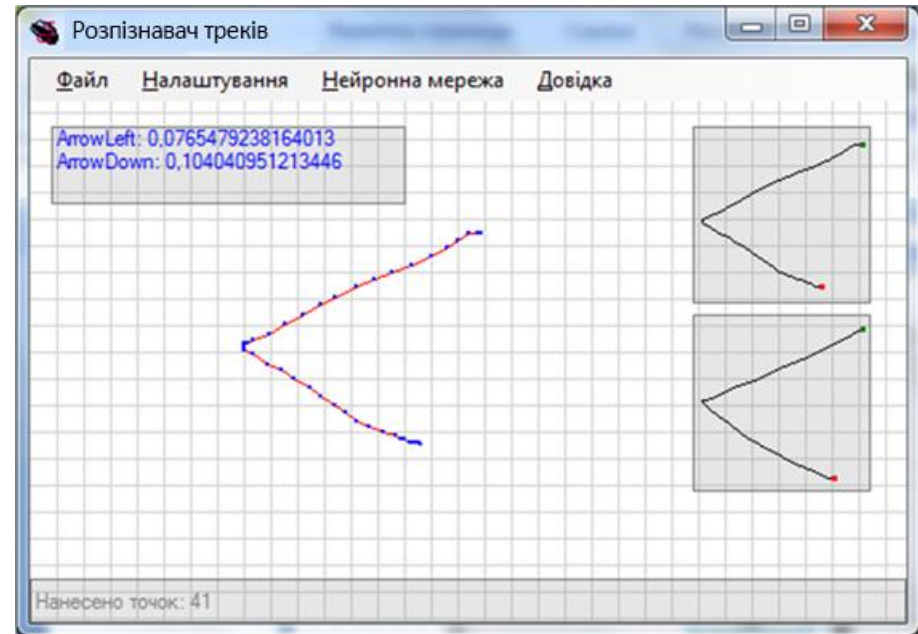 Розпізнавач треків
Файл Налаштування Нейронна мережа Довідка
ArrowLeft: 0,0765479238164013
ArrowDown: 0,104040951213446
Нанесено точок: 41